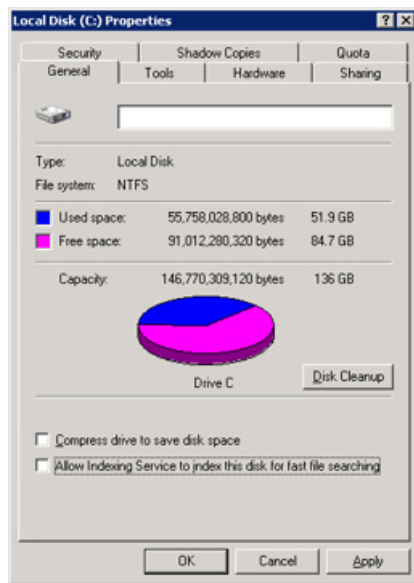 Local Disk (C:) Properties
Security Shadow Copies Quota
General Tools Hardware Sharing
Type: Local Disk
File system: NTFS
Used space: 55,758,028,800 bytes 51.9 GB
Free space: 91,012,280,320 bytes 84.7 GB
Capacity: 146,770,309,120 bytes 136 GB
Drive C
Disk Cleanup
Compress drive to save disk space
Allow Indexing Service to index this disk for fast file searching
OK Cancel Apply